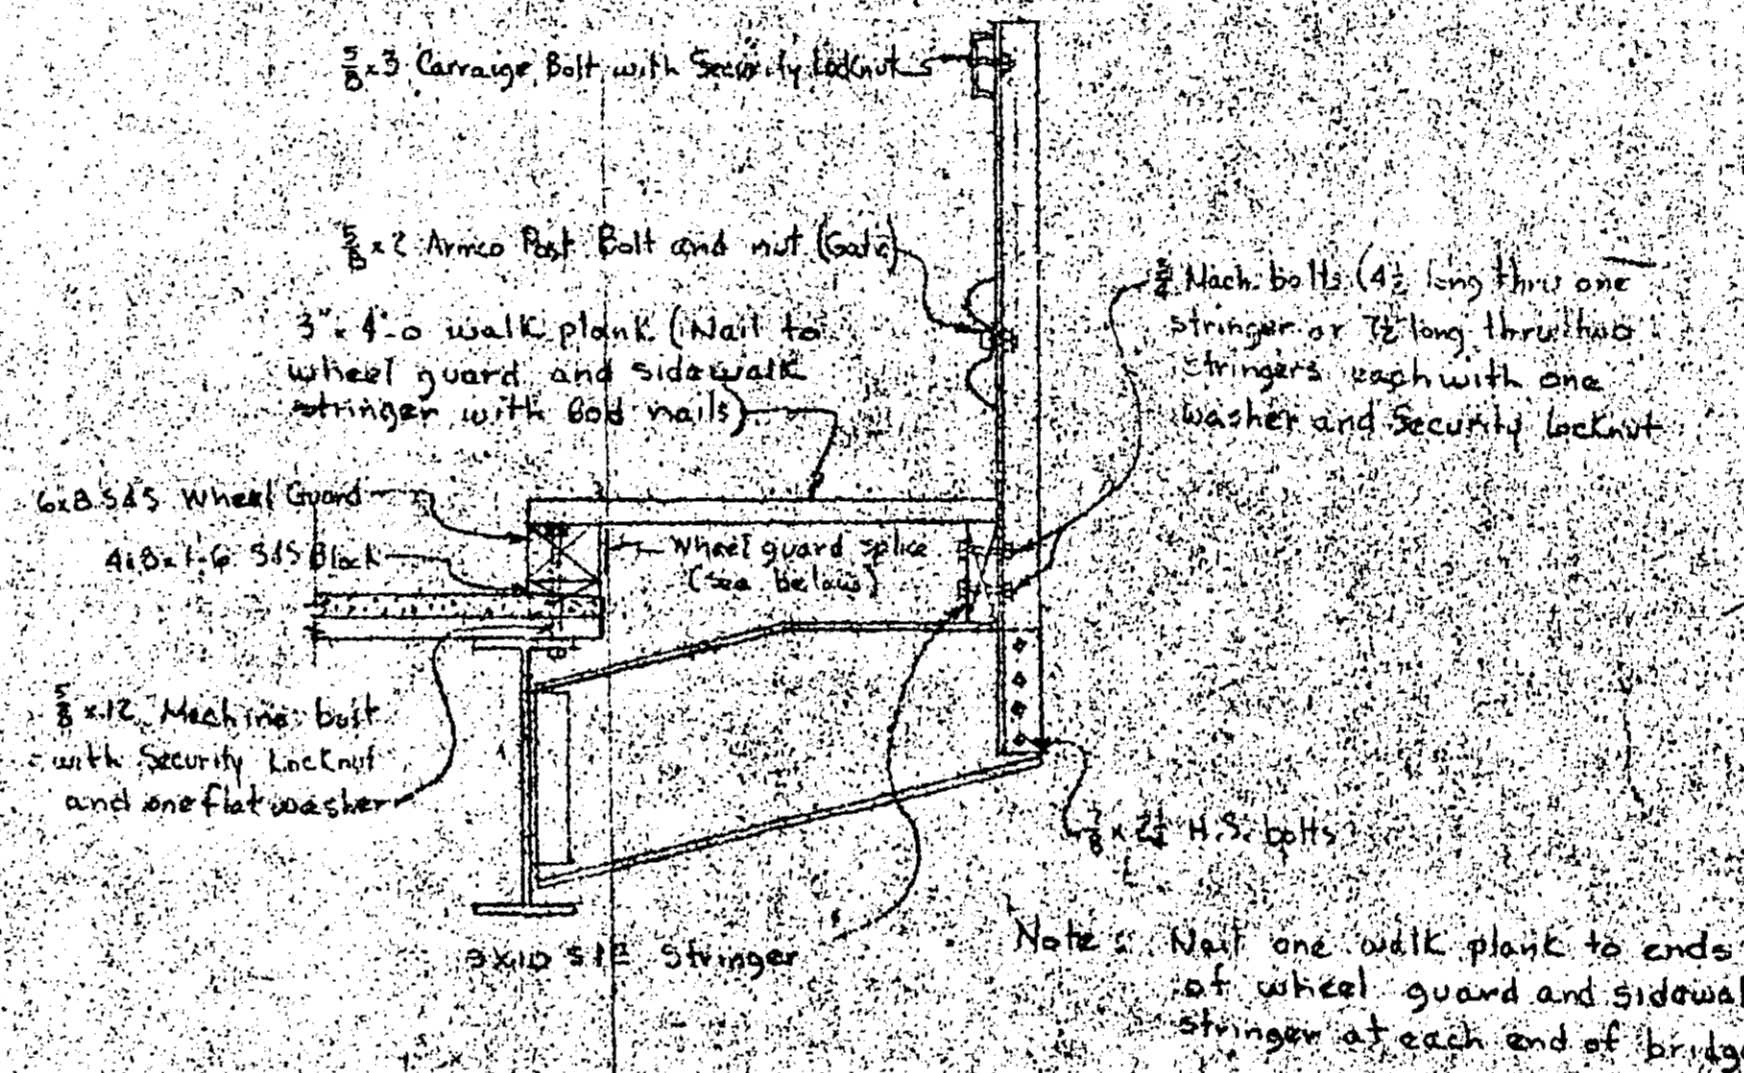 5/8 x 3 Carraige Bolt with Security Locknuts
5/8 x 2 Armco Post Bolt and nut (Galv)
3" x 4'-0 walk plank (Nail to
wheel guard and sidewalk
stringer with 60d nails)
3/4 Mach. bolts (4 1/2 long thru one
stringer or 7 1/2 long thru two
stringers each with one
washer and Security Locknut
6x8 S4S Wheel Guard
4x8x1-6 S4S Block
Wheel guard splice
(see below)
5/8 x 12 Machine bolt
with Security Locknut
and one flat washer
7/8 x 2 1/4 H.S. bolts
3x10 S1E Stringer
Note: Nail one walk plank to ends
of wheel guard and sidewal
stringer at each end of bridge